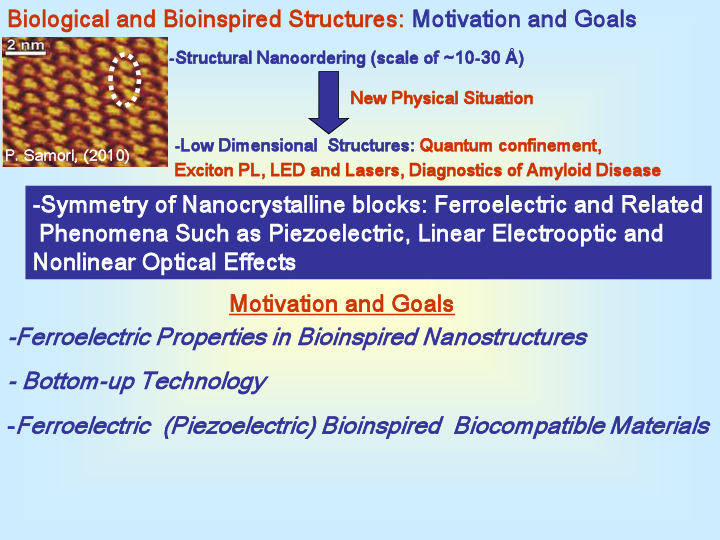 Biological and Bioinspired Structures: Motivation and Goals
2 nm
-Structural Nanoordering (scale of ~10-30 Å)
New Physical Situation
P. Samori, (2010)
-Low Dimensional Structures: Quantum confinement,
Exciton PL, LED and Lasers, Diagnostics of Amyloid Disease
-Symmetry of Nanocrystalline blocks: Ferroelectric and Related
Phenomena Such as Piezoelectric, Linear Electrooptic and
Nonlinear Optical Effects
Motivation and Goals
-Ferroelectric Properties in Bioinspired Nanostructures
- Bottom-up Technology
-Ferroelectric (Piezoelectric) Bioinspired Biocompatible Materials